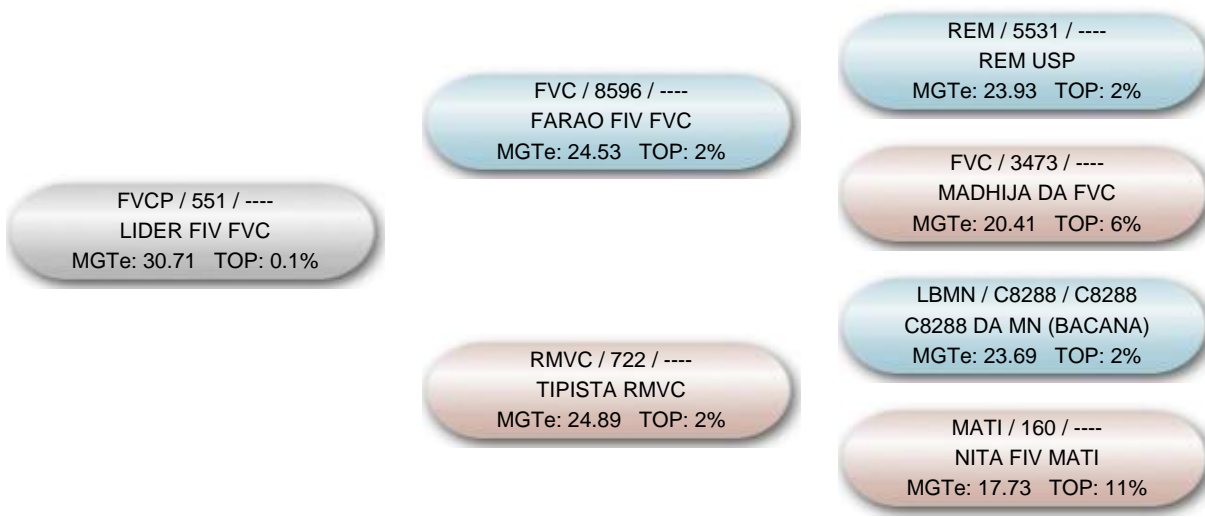 FVCP / 551 / ----
LIDER FIV FVC
MGTe: 30.71 TOP: 0.1%
FVC / 8596 / ----
FARAO FIV FVC
MGTe: 24.53 TOP: 2%
RMVC / 722 / ----
TIPISTA RMVC
MGTe: 24.89 TOP: 2%
REM / 5531 / ----
REM USP
MGTe: 23.93 TOP: 2%
FVC / 3473 / ----
MADHIJA DA FVC
MGTe: 20.41 TOP: 6%
LBMN / C8288 / C8288
C8288 DA MN (BACANA)
MGTe: 23.69 TOP: 2%
MATI / 160 / ----
NITA FIV MATI
MGTe: 17.73 TOP: 11%